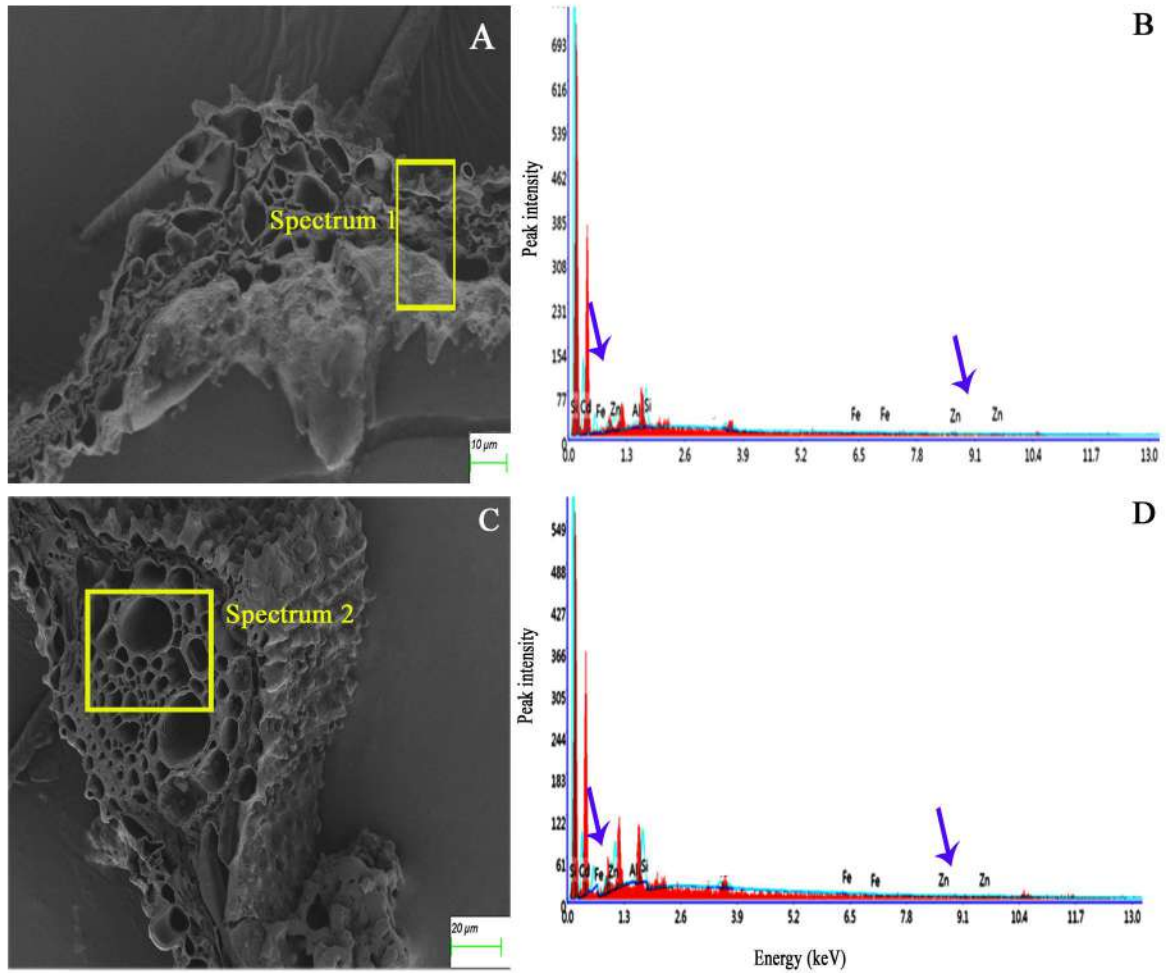 A
Spectrum 1
10 µm
B
Peak intensity
693
616
539
462
385
308
231
154
77
0
Si Cd Fe Zn Al Si Fe Fe Zn Zn
0.0 1.3 2.6 3.9 5.2 6.5 7.8 9.1 10.4 11.7 13.0
C
Spectrum 2
20 µm
D
Peak intensity
549
488
427
366
305
244
183
122
61
0
Si Cd Fe Zn Al Si Fe Fe Zn Zn
0.0 1.3 2.6 3.9 5.2 6.5 7.8 9.1 10.4 11.7 13.0
Energy (keV)